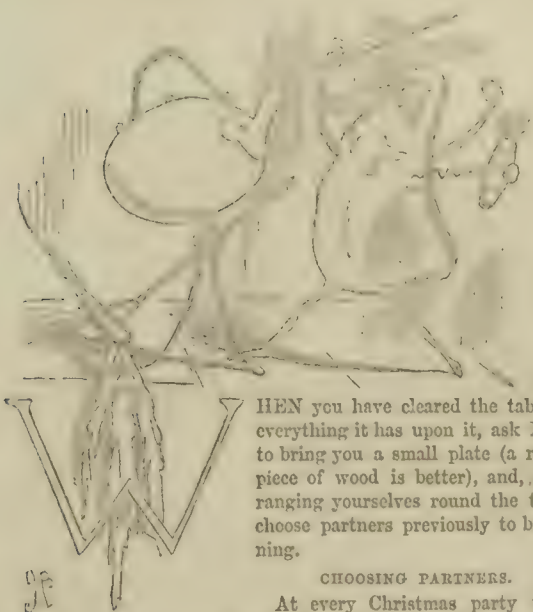 WHEN you have cleared the tab
everything it has upon it, ask
to bring you a small plate (a r
piece of wood is better), and,
ranging yourselves round the t
choose partners previously to b
ning.
CHOOSING PARTNERS.
At every Christmas party